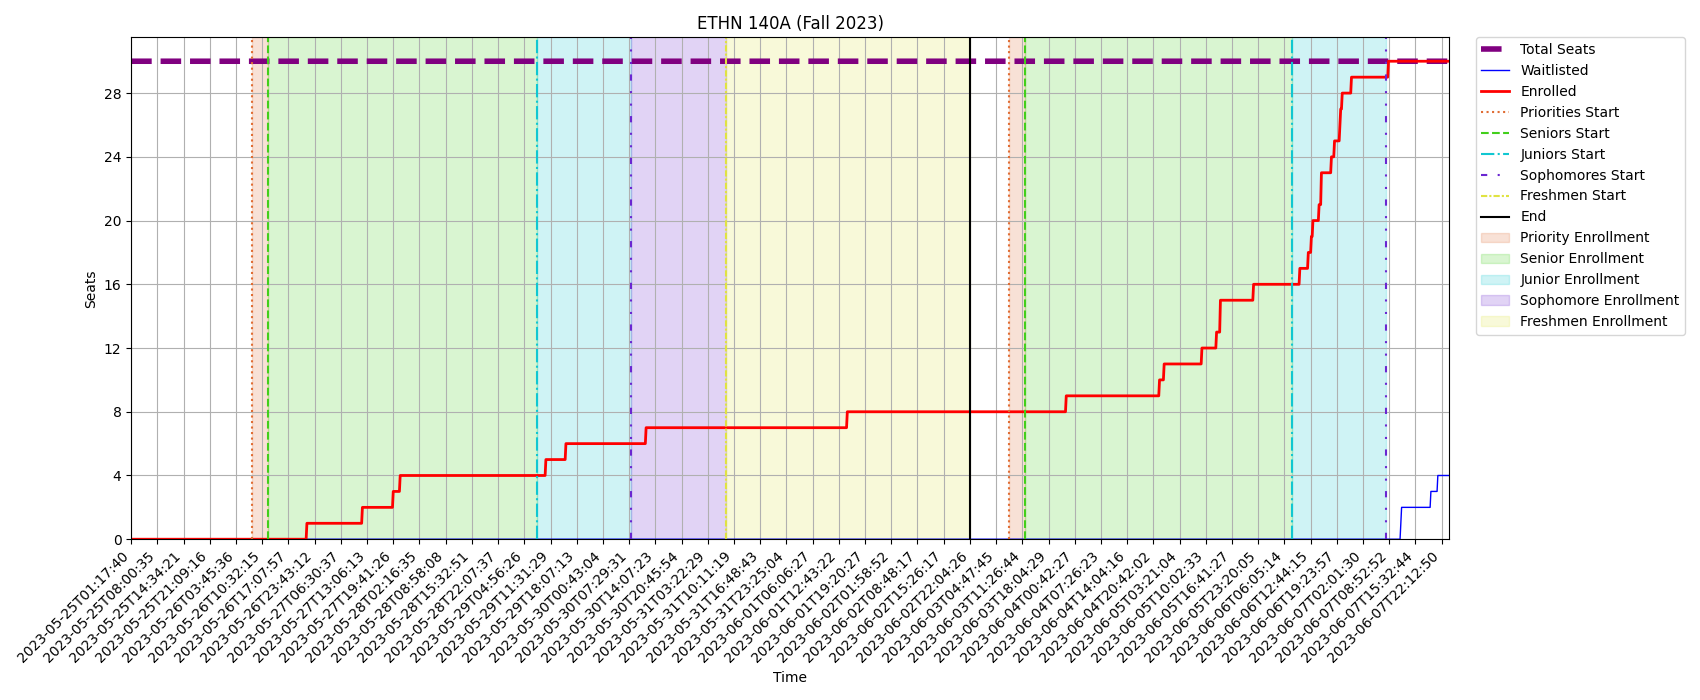 ETHN 140A (Fall 2023)
Seats
28
24
20
16
12
8
4
0
2023-05-25T01:17:40
2023-05-25T08:00:35
2023-05-25T14:34:21
2023-05-25T21:09:16
2023-05-26T03:45:36
2023-05-26T10:32:15
2023-05-26T17:07:57
2023-05-26T23:43:12
2023-05-27T06:30:37
2023-05-27T13:06:13
2023-05-27T19:41:26
2023-05-28T02:16:35
2023-05-28T08:58:08
2023-05-28T15:32:51
2023-05-28T22:07:37
2023-05-29T04:56:26
2023-05-29T11:31:29
2023-05-29T18:07:13
2023-05-30T00:43:04
2023-05-30T07:29:31
2023-05-30T14:07:23
2023-05-30T20:45:54
2023-05-31T03:22:29
2023-05-31T10:11:19
2023-05-31T16:48:43
2023-05-31T23:25:04
2023-06-01T06:06:27
2023-06-01T12:43:22
2023-06-01T19:20:27
2023-06-02T01:58:52
2023-06-02T08:48:17
2023-06-02T15:26:17
2023-06-02T22:04:26
2023-06-03T04:47:45
2023-06-03T11:26:44
2023-06-03T18:04:29
2023-06-04T00:42:27
2023-06-04T07:26:23
2023-06-04T14:04:16
2023-06-04T20:42:02
2023-06-05T03:21:04
2023-06-05T10:02:33
2023-06-05T16:41:27
2023-06-05T23:20:05
2023-06-06T06:05:14
2023-06-06T12:44:15
2023-06-06T19:23:57
2023-06-07T02:01:30
2023-06-07T08:52:52
2023-06-07T15:32:44
2023-06-07T22:12:50
Time
Total Seats
Waitlisted
Enrolled
Priorities Start
Seniors Start
Juniors Start
Sophomores Start
Freshmen Start
End
Priority Enrollment
Senior Enrollment
Junior Enrollment
Sophomore Enrollment
Freshmen Enrollment